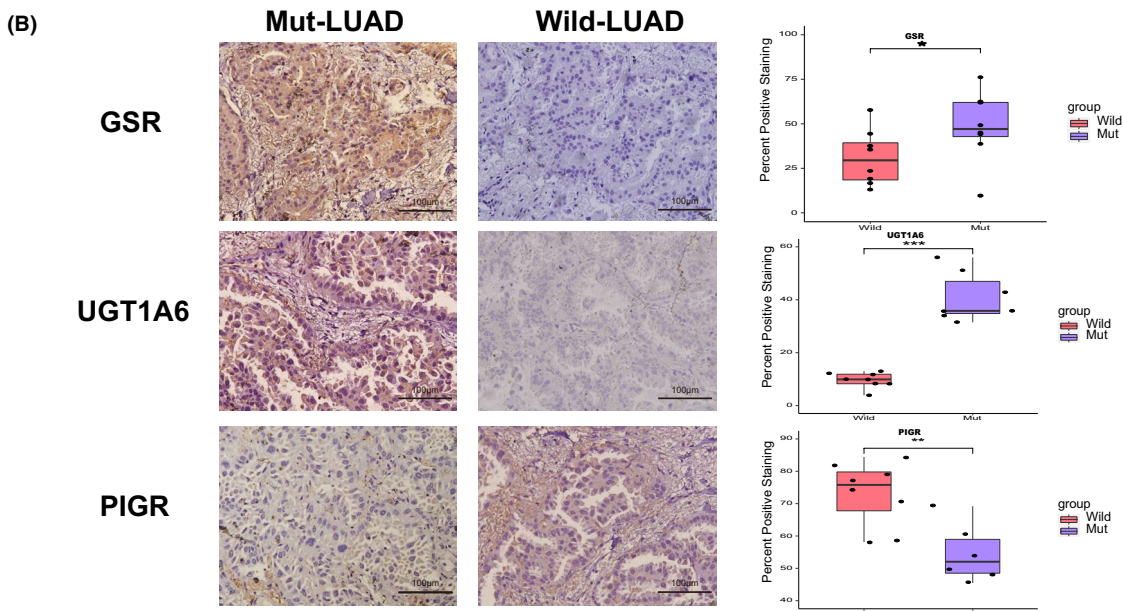 (B)
Mut-LUAD
Wild-LUAD
GSR
100μm
100μm
GSR
*
Percent Positive Staining
100
75
50
25
0
Wild
Mut
group
Wild
Mut
UGT1A6
100μm
100μm
UGT1A6
***
Percent Positive Staining
60
40
20
0
Wild
Mut
group
Wild
Mut
PIGR
100μm
100μm
PIGR
**
Percent Positive Staining
90
80
70
60
50
40
group
Wild
Mut